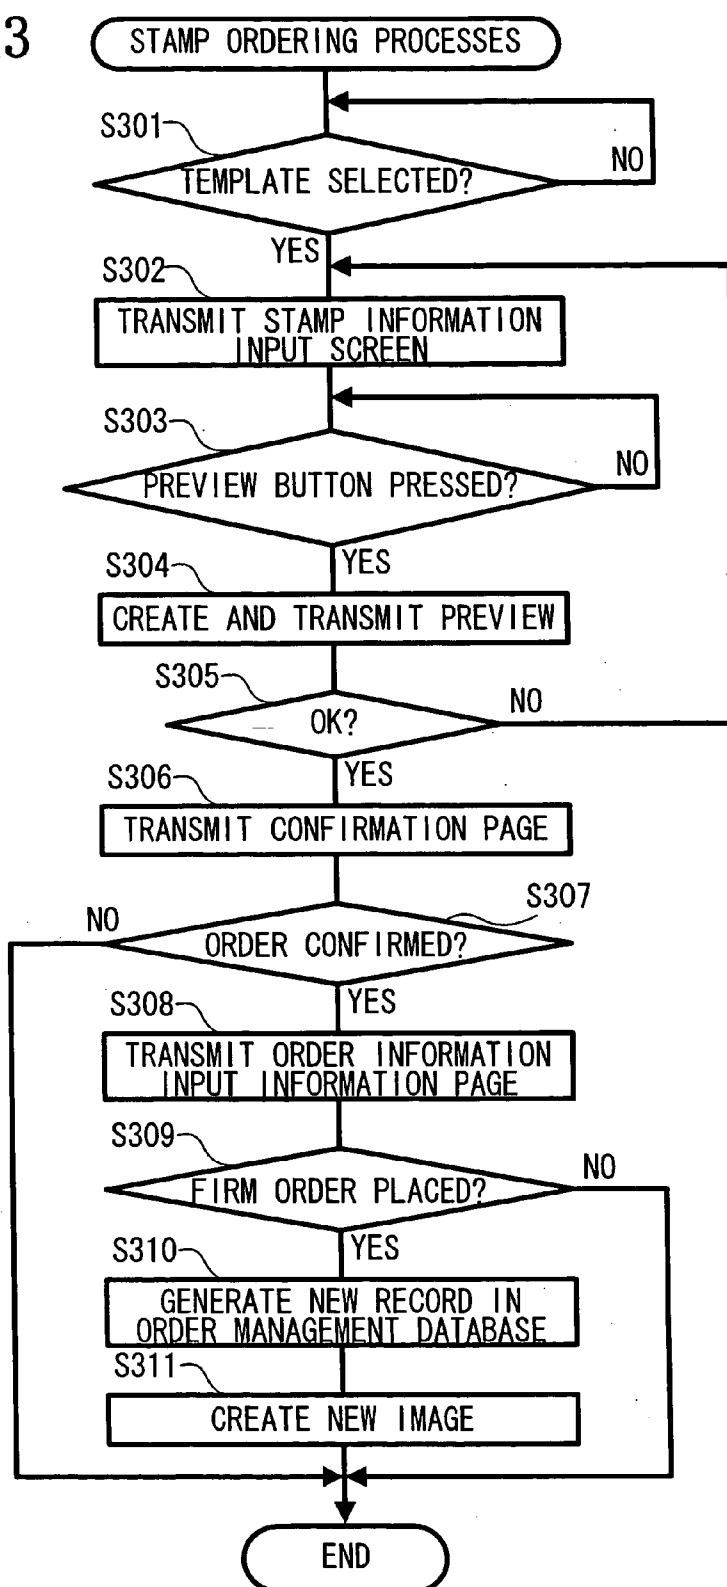 3
STAMP ORDERING PROCESSES
S301
TEMPLATE SELECTED?
NO
YES
S302
TRANSMIT STAMP INFORMATION
INPUT SCREEN
S303
PREVIEW BUTTON PRESSED?
NO
YES
S304
CREATE AND TRANSMIT PREVIEW
S305
OK?
NO
YES
S306
TRANSMIT CONFIRMATION PAGE
S307
NO
ORDER CONFIRMED?
YES
S308
TRANSMIT ORDER INFORMATION
INPUT INFORMATION PAGE
S309
FIRM ORDER PLACED?
NO
YES
S310
GENERATE NEW RECORD IN
ORDER MANAGEMENT DATABASE
S311
CREATE NEW IMAGE
END